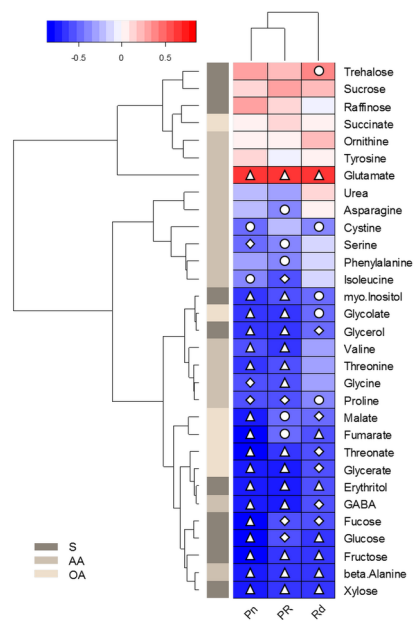 -0.5 0 0.5
Trehalose
Sucrose
Raffinose
Succinate
Ornithine
Tyrosine
Glutamate
Urea
Asparagine
Cystine
Serine
Phenylalanine
Isoleucine
myo.Inositol
Glycolate
Glycerol
Valine
Threonine
Glycine
Proline
Malate
Fumarate
Threonate
Glycerate
Erythritol
GABA
Fucose
Glucose
Fructose
beta.Alanine
Xylose
S
AA
OA
Pn PR Rd